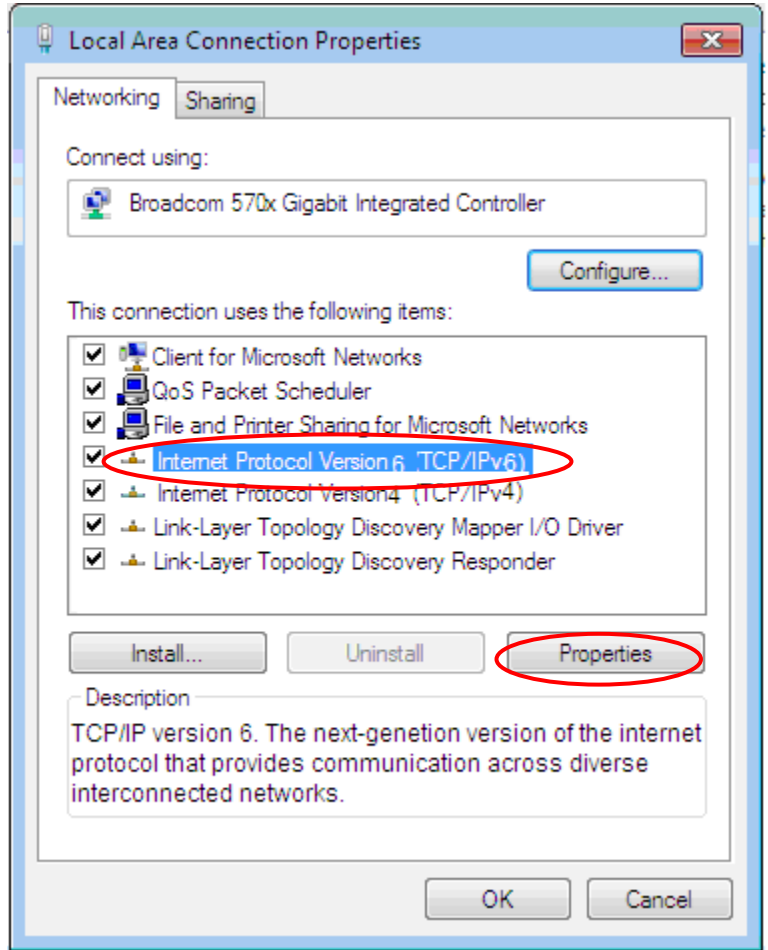 Local Area Connection Properties
Networking Sharing
Connect using:
Broadcom 570x Gigabit Integrated Controller
Configure...
This connection uses the following items:
Client for Microsoft Networks
QoS Packet Scheduler
File and Printer Sharing for Microsoft Networks
Internet Protocol Version 6 (TCP/IPv6)
Internet Protocol Version4 (TCP/IPv4)
Link-Layer Topology Discovery Mapper I/O Driver
Link-Layer Topology Discovery Responder
Install... Uninstall Properties
Description
TCP/IP version 6. The next-genetion version of the internet
protocol that provides communication across diverse
interconnected networks.
OK Cancel